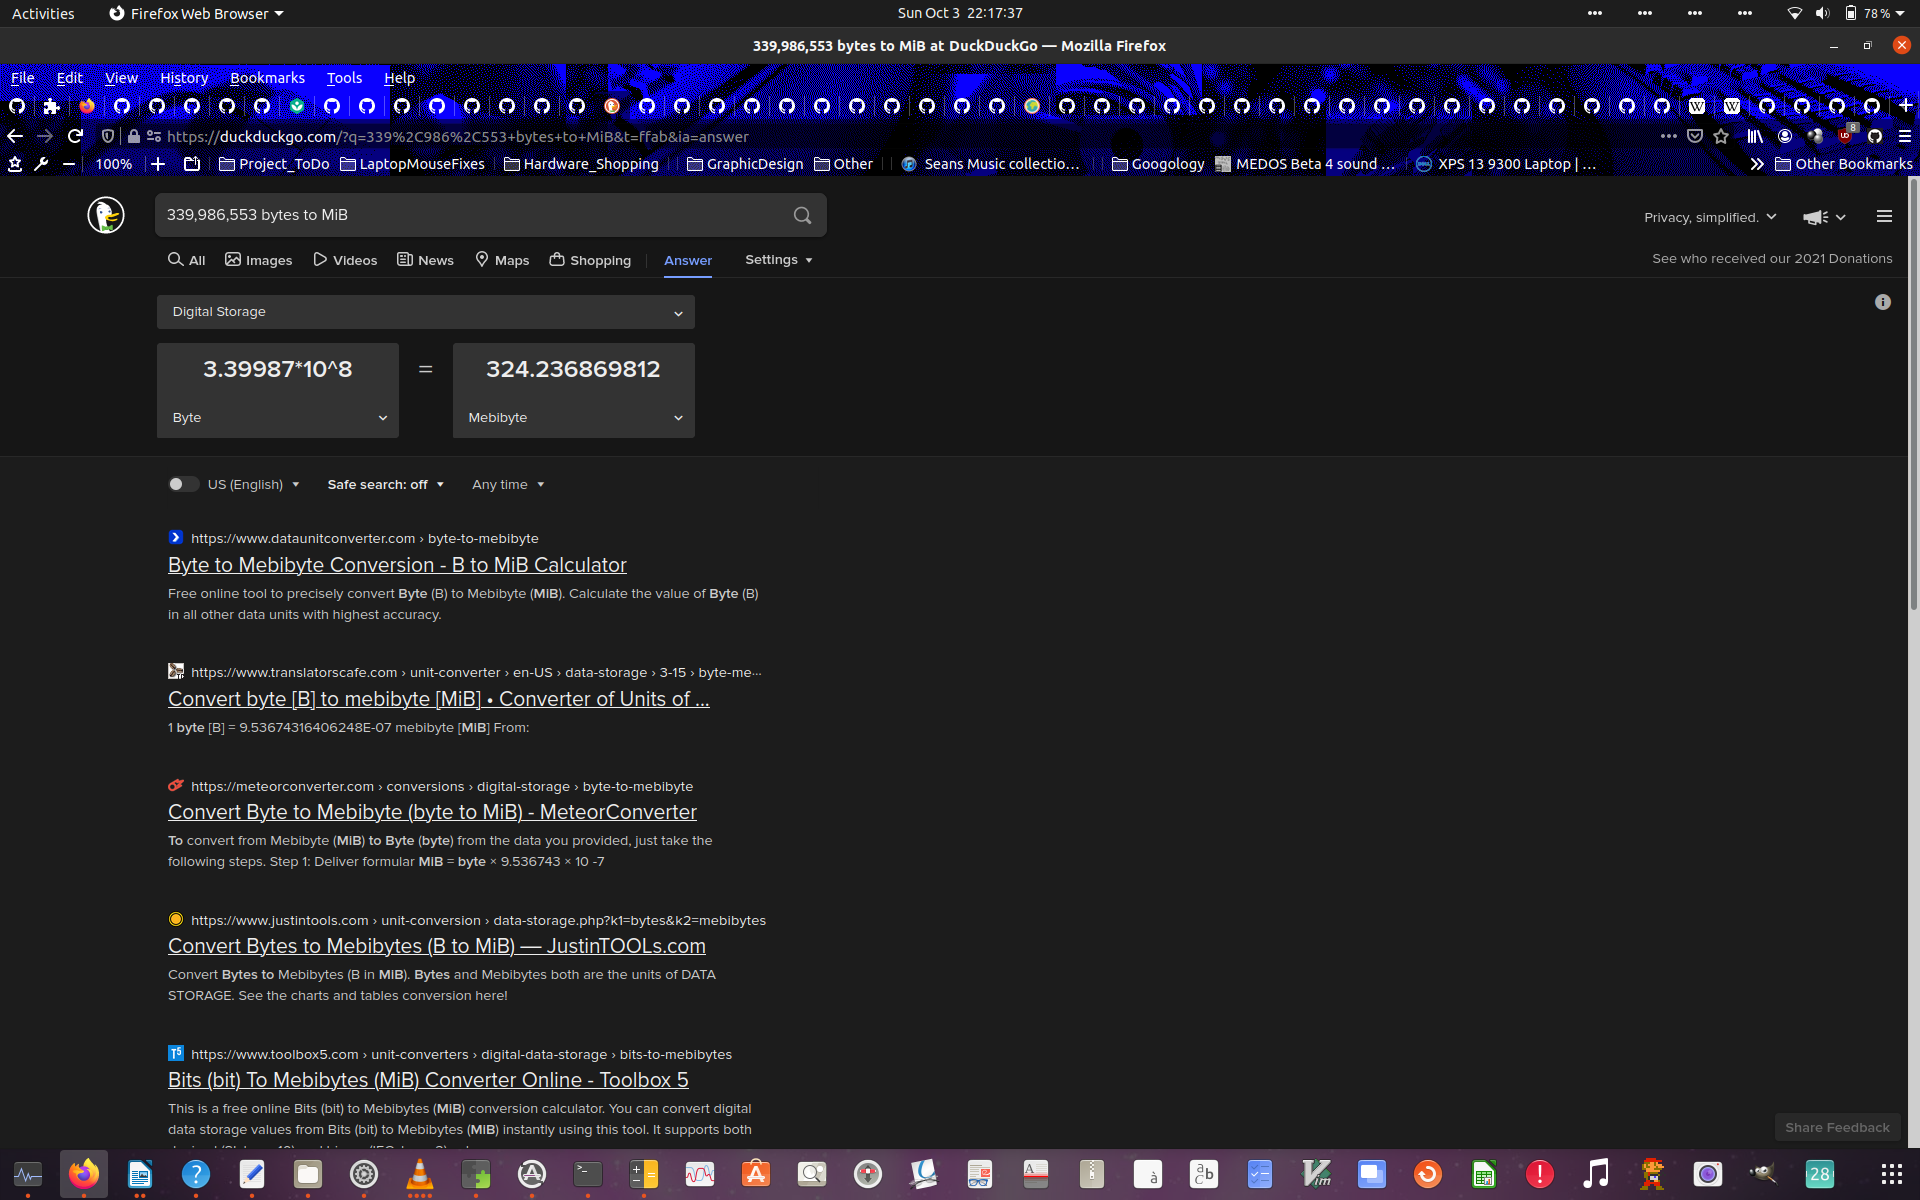 Activities Firefox Web Browser Sun Oct 3 22:17:37 78 %
339,986,553 bytes to MiB at DuckDuckGo — Mozilla Firefox
File Edit View History Bookmarks Tools Help
https://duckduckgo.com/?q=339%2C986%2C553+bytes+to+MiB&t=ffab&ia=answer 8
100% Project_ToDo LaptopMouseFixes Hardware_Shopping GraphicDesign Other Seans Music collectio… Googology MEDOS Beta 4 sound … XPS 13 9300 Laptop | … Other Bookmarks
339,986,553 bytes to MiB
Privacy, simplified.
All Images Videos News Maps Shopping Answer Settings
See who received our 2021 Donations
Digital Storage
3.39987*10^8 = 324.236869812
Byte Mebibyte
US (English) Safe search: off Any time
https://www.dataunitconverter.com › byte-to-mebibyte
Byte to Mebibyte Conversion - B to MiB Calculator
Free online tool to precisely convert Byte (B) to Mebibyte (MiB). Calculate the value of Byte (B)
in all other data units with highest accuracy.
https://www.translatorscafe.com › unit-converter › en-US › data-storage › 3-15 › byte-me…
Convert byte [B] to mebibyte [MiB] • Converter of Units of ...
1 byte [B] = 9.53674316406248E-07 mebibyte [MiB] From:
https://meteorconverter.com › conversions › digital-storage › byte-to-mebibyte
Convert Byte to Mebibyte (byte to MiB) - MeteorConverter
To convert from Mebibyte (MiB) to Byte (byte) from the data you provided, just take the
following steps. Step 1: Deliver formular MiB = byte × 9.536743 × 10 -7
https://www.justintools.com › unit-conversion › data-storage.php?k1=bytes&k2=mebibytes
Convert Bytes to Mebibytes (B to MiB) — JustinTOOLs.com
Convert Bytes to Mebibytes (B in MiB). Bytes and Mebibytes both are the units of DATA
STORAGE. See the charts and tables conversion here!
https://www.toolbox5.com › unit-converters › digital-data-storage › bits-to-mebibytes
Bits (bit) To Mebibytes (MiB) Converter Online - Toolbox 5
This is a free online Bits (bit) to Mebibytes (MiB) conversion calculator. You can convert digital
data storage values from Bits (bit) to Mebibytes (MiB) instantly using this tool. It supports both
Share Feedback
28